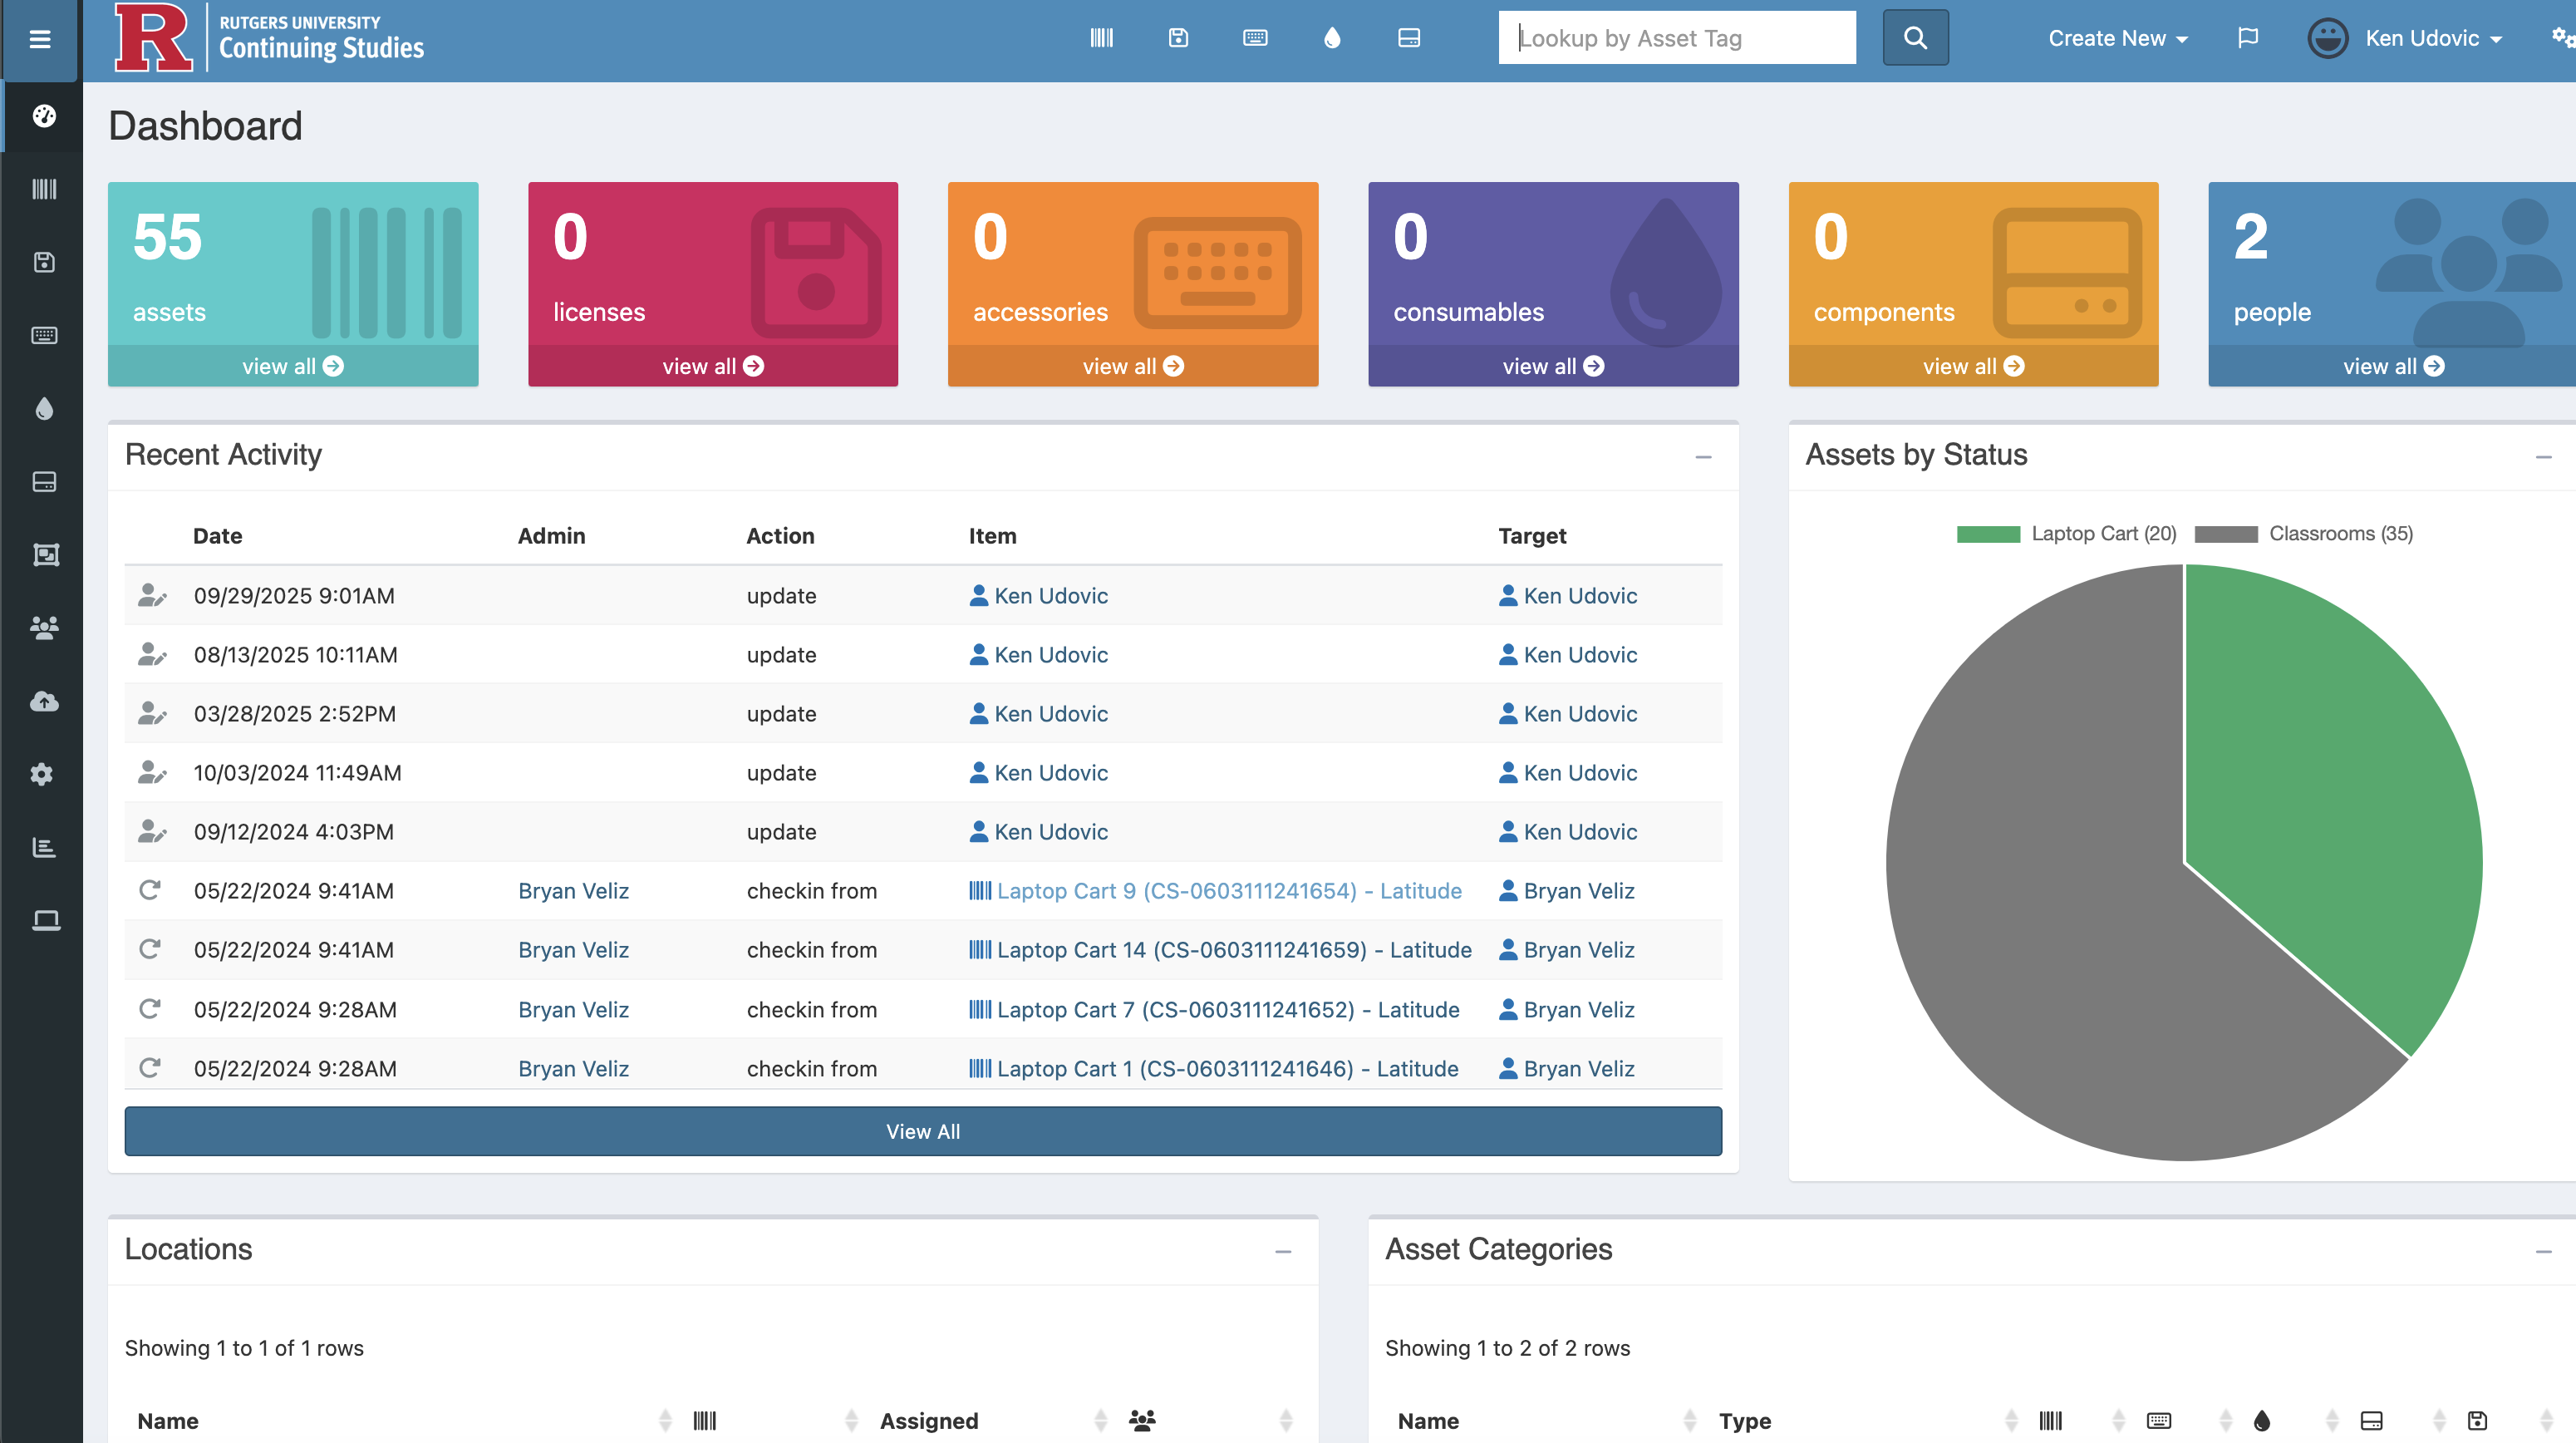 RUTGERS UNIVERSITY
Continuing Studies
Lookup by Asset Tag
Create New
Ken Udovic
Dashboard
55
assets
view all
0
licenses
view all
0
accessories
view all
0
consumables
view all
0
components
view all
2
people
view all
Recent Activity
Date Admin Action Item Target
09/29/2025 9:01AM update Ken Udovic Ken Udovic
08/13/2025 10:11AM update Ken Udovic Ken Udovic
03/28/2025 2:52PM update Ken Udovic Ken Udovic
10/03/2024 11:49AM update Ken Udovic Ken Udovic
09/12/2024 4:03PM update Ken Udovic Ken Udovic
05/22/2024 9:41AM Bryan Veliz checkin from Laptop Cart 9 (CS-0603111241654) - Latitude Bryan Veliz
05/22/2024 9:41AM Bryan Veliz checkin from Laptop Cart 14 (CS-0603111241659) - Latitude Bryan Veliz
05/22/2024 9:28AM Bryan Veliz checkin from Laptop Cart 7 (CS-0603111241652) - Latitude Bryan Veliz
05/22/2024 9:28AM Bryan Veliz checkin from Laptop Cart 1 (CS-0603111241646) - Latitude Bryan Veliz
View All
Assets by Status
Laptop Cart (20) Classrooms (35)
Locations
Showing 1 to 1 of 1 rows
Name Assigned
Asset Categories
Showing 1 to 2 of 2 rows
Name Type